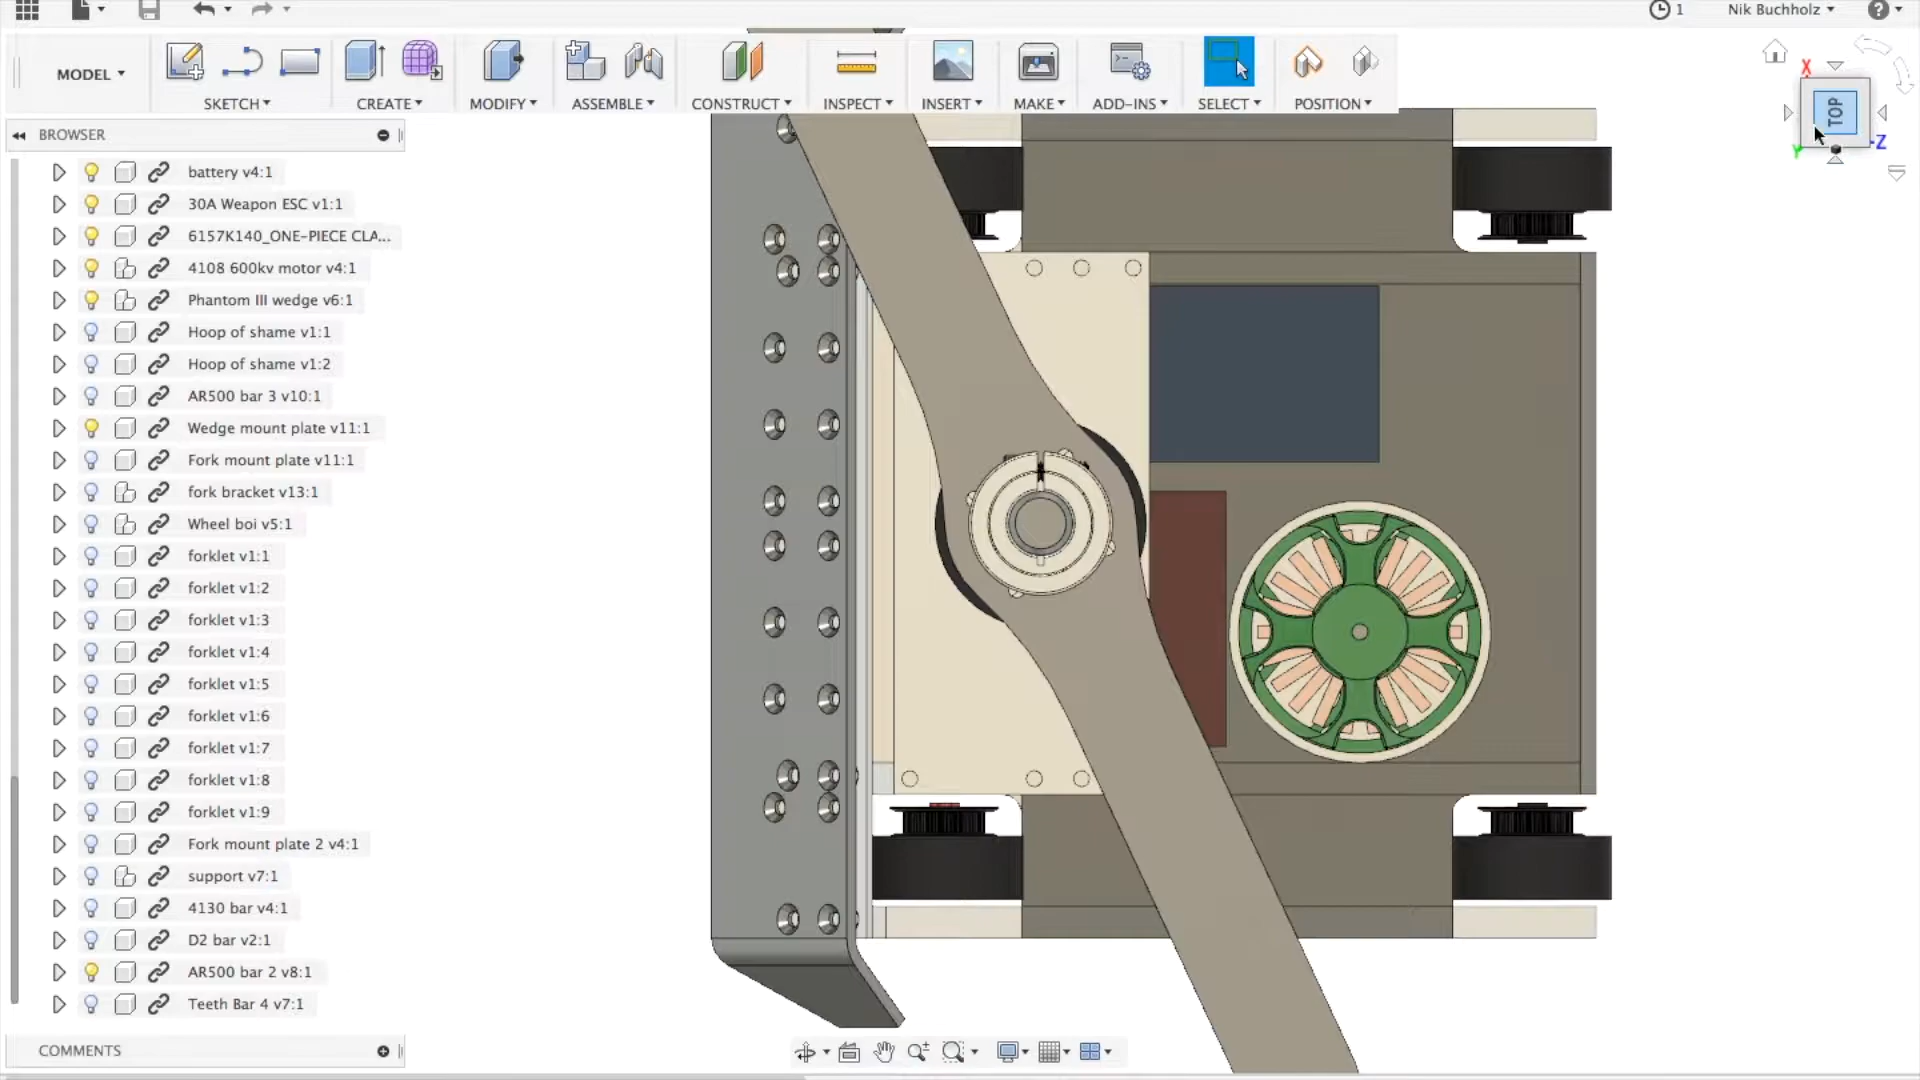 1
Nik Buchholz
?
MODEL
SKETCH
CREATE
MODIFY
ASSEMBLE
CONSTRUCT
INSPECT
INSERT
MAKE
ADD-INS
SELECT
POSITION
X
TOP
Y
-Z
BROWSER
battery v4:1
30A Weapon ESC v1:1
6157K140_ONE-PIECE CLA...
4108 600kv motor v4:1
Phantom III wedge v6:1
Hoop of shame v1:1
Hoop of shame v1:2
AR500 bar 3 v10:1
Wedge mount plate v11:1
Fork mount plate v11:1
fork bracket v13:1
Wheel boi v5:1
forklet v1:1
forklet v1:2
forklet v1:3
forklet v1:4
forklet v1:5
forklet v1:6
forklet v1:7
forklet v1:8
forklet v1:9
Fork mount plate 2 v4:1
support v7:1
4130 bar v4:1
D2 bar v2:1
AR500 bar 2 v8:1
Teeth Bar 4 v7:1
COMMENTS